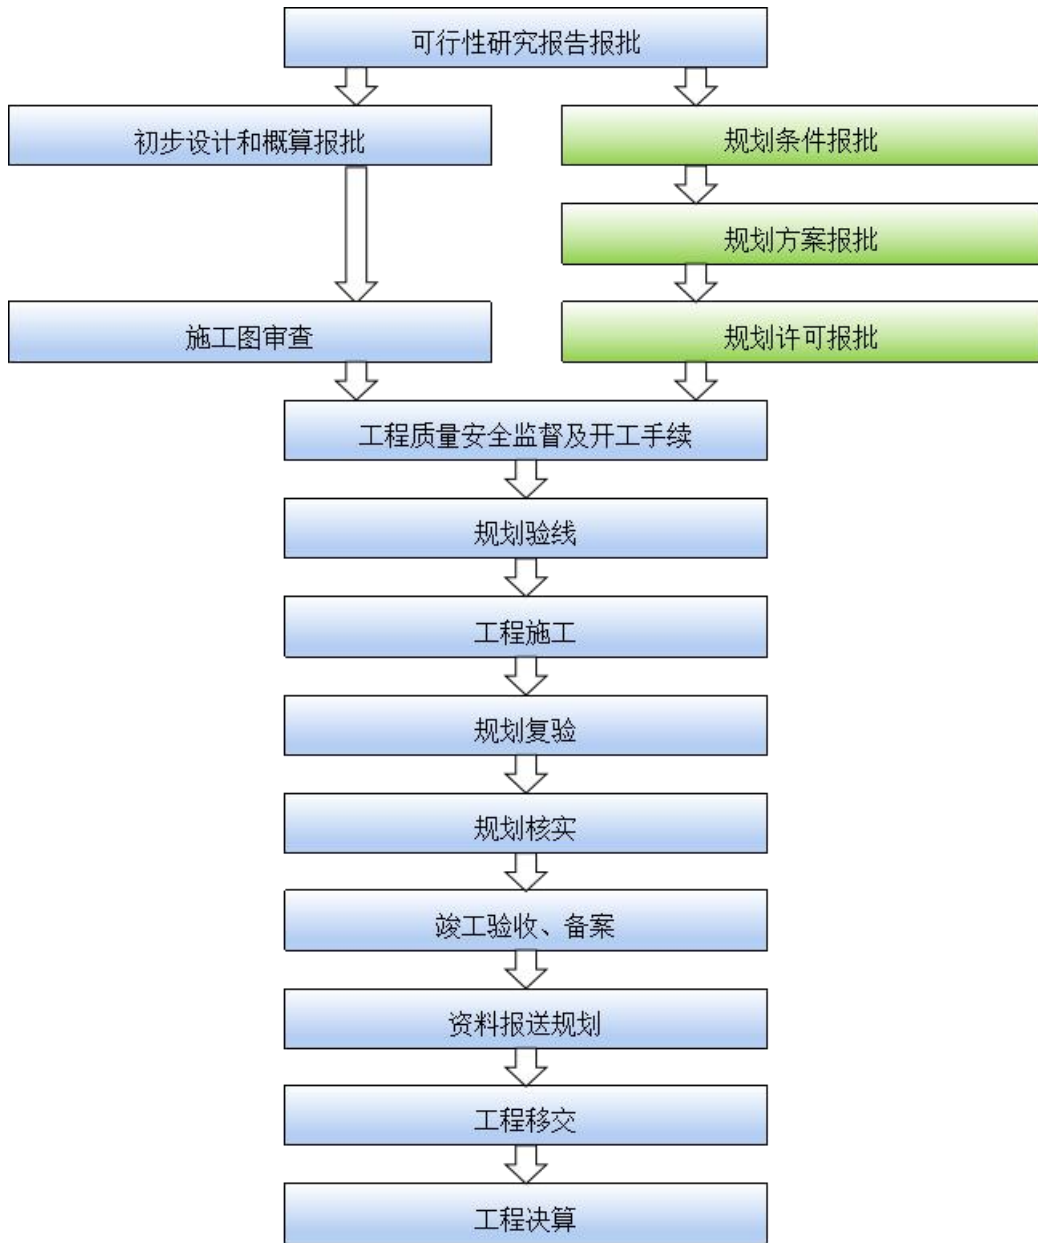 可行性研究报告报批
初步设计和概算报批
规划条件报批
规划方案报批
施工图审查
规划许可报批
工程质量安全监督及开工手续
规划验线
工程施工
规划复验
规划核实
竣工验收、备案
资料报送规划
工程移交
工程决算